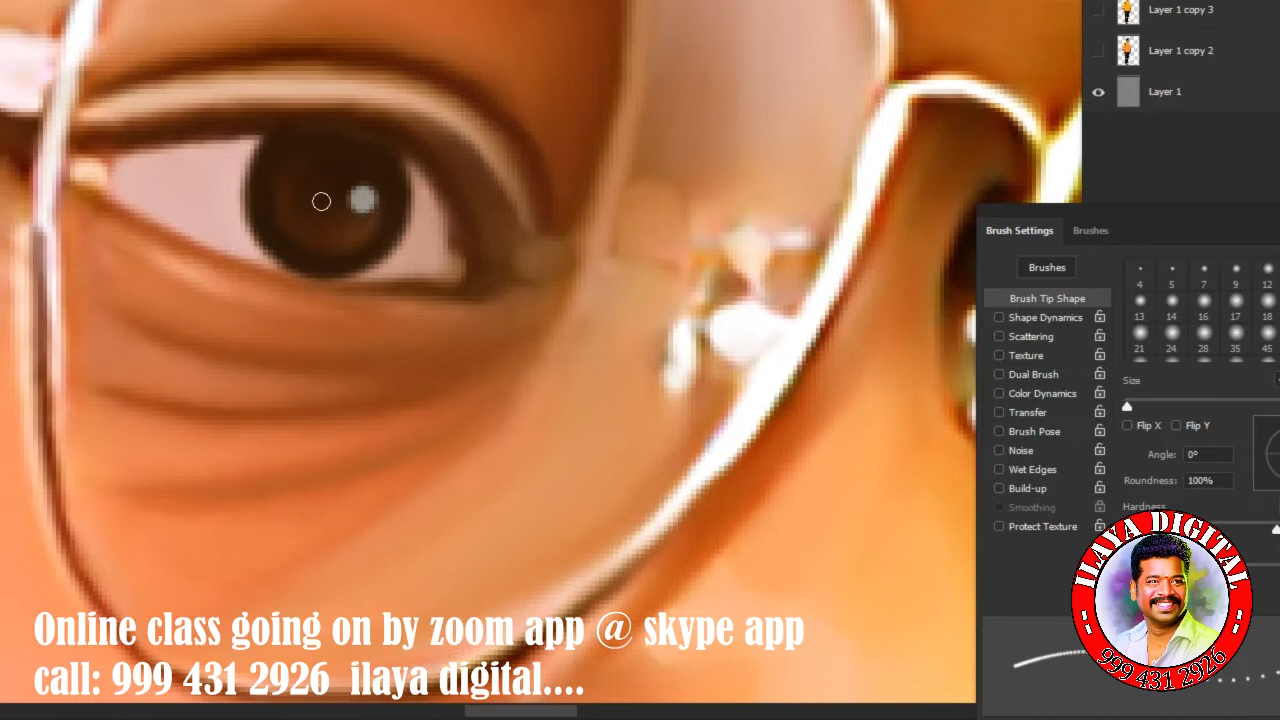 Layer 1 copy 3
Layer 1 copy 2
Layer 1
Brush Settings
Brushes
Brushes
Brush Tip Shape
Shape Dynamics
Scattering
Texture
Dual Brush
Color Dynamics
Transfer
Brush Pose
Noise
Wet Edges
Build-up
Smoothing
Protect Texture
4 5 7 9 12
13 14 16 17 18
21 24 28 35 45
Size
Flip X Flip Y
Angle: 0°
Roundness: 100%
Hardness
ILAYA DIGITAL
999 431 2926
Online class going on by zoom app @ skype app
call: 999 431 2926 ilaya digital....